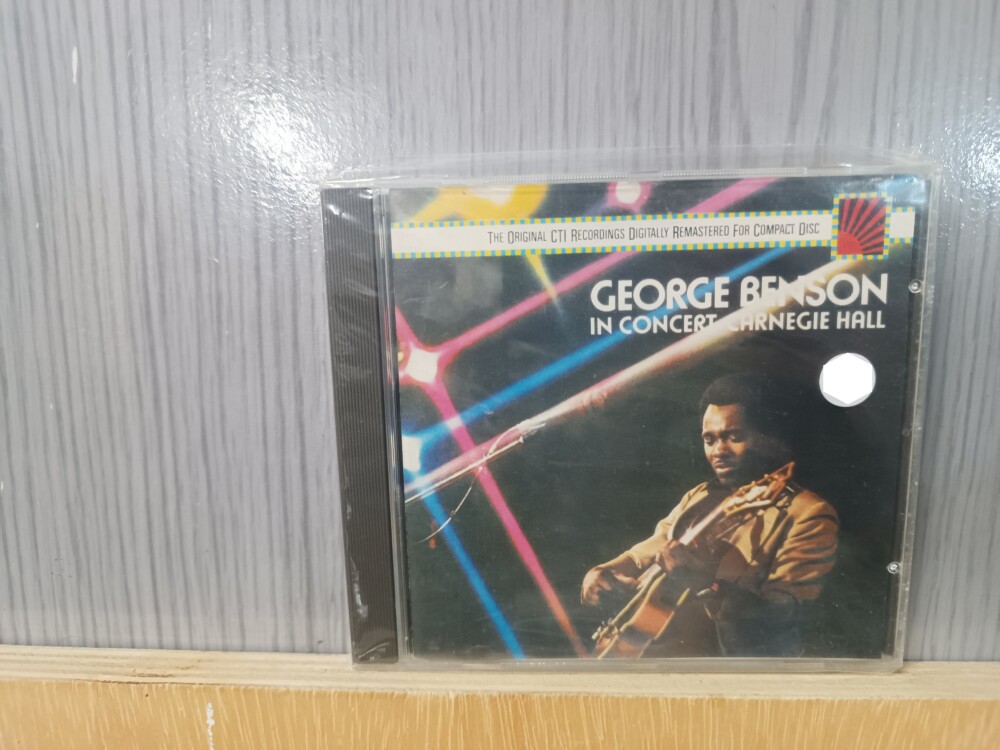 THE ORIGINAL CTI RECORDINGS DIGITALLY REMASTERED FOR COMPACT DISC
GEORGE BENSON
IN CONCERT-CARNEGIE HALL